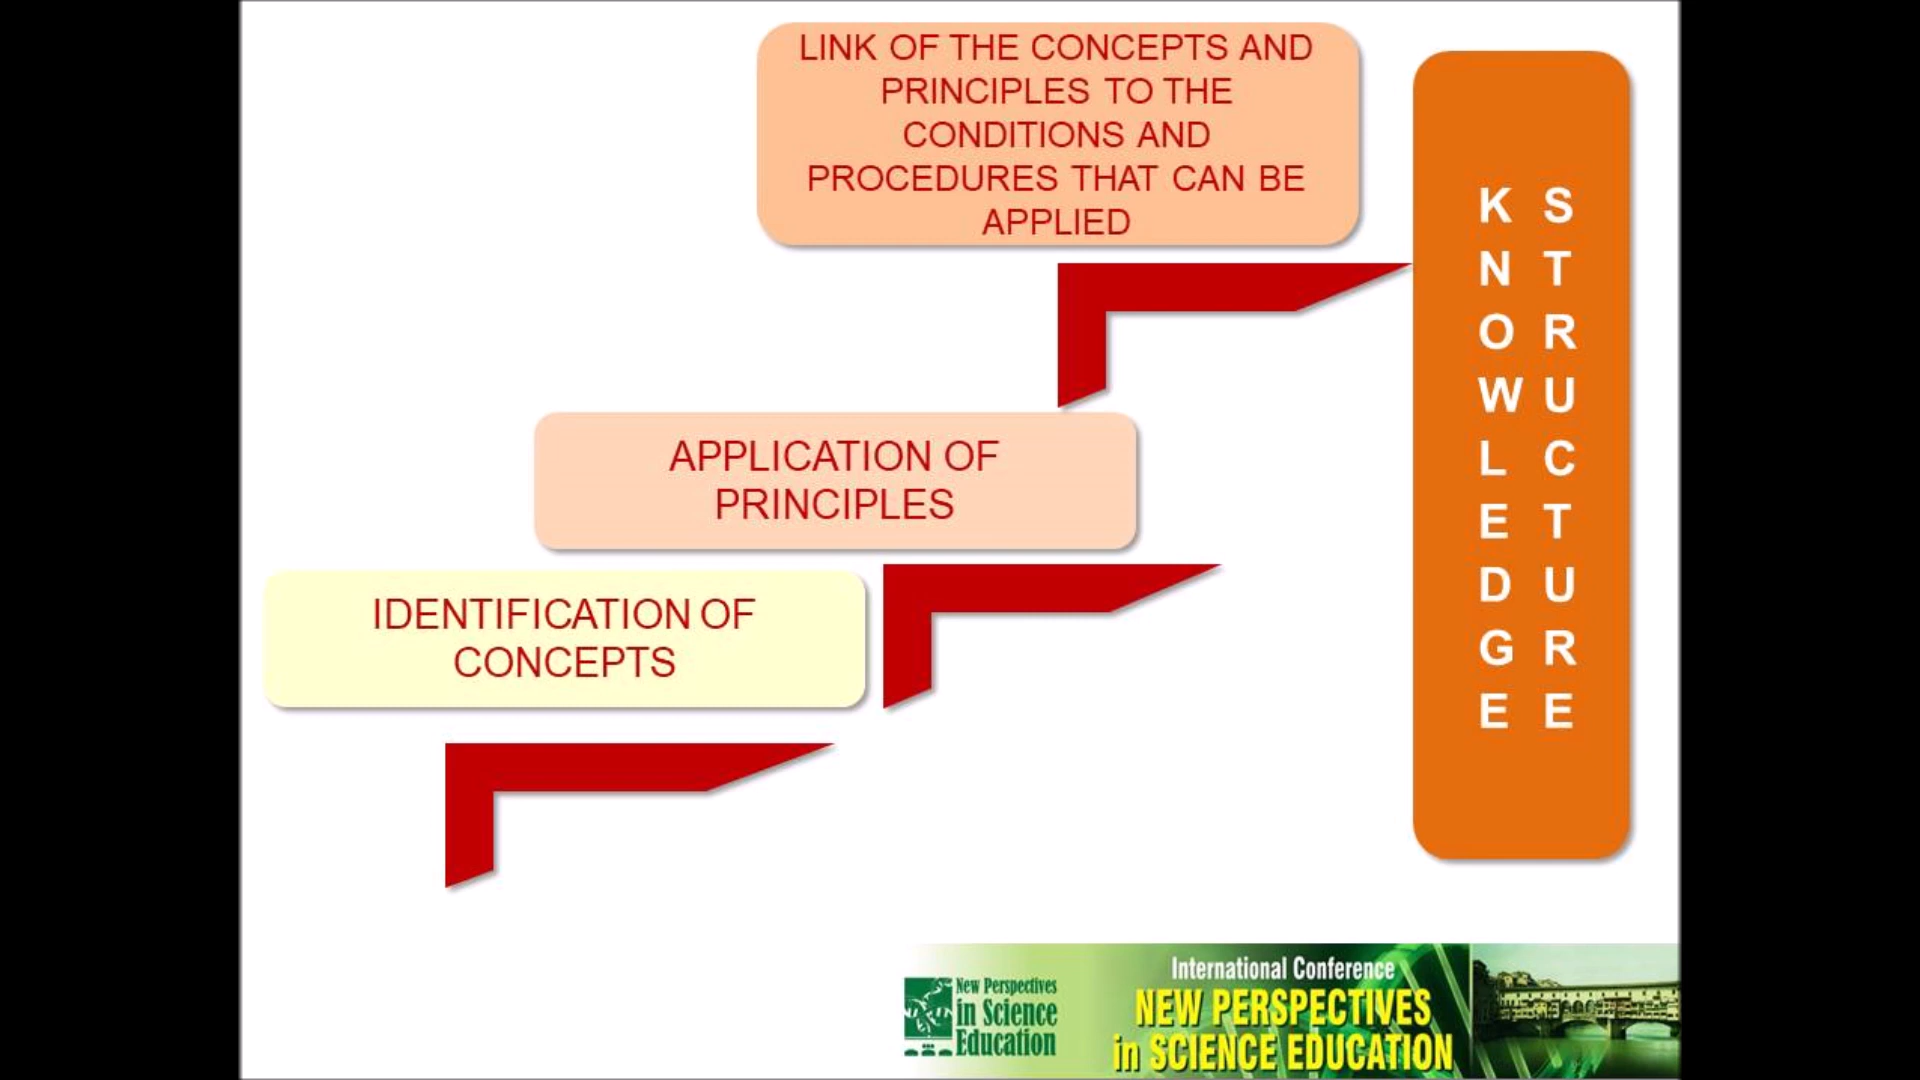 LINK OF THE CONCEPTS AND
PRINCIPLES TO THE
CONDITIONS AND
PROCEDURES THAT CAN BE
APPLIED
APPLICATION OF
PRINCIPLES
IDENTIFICATION OF
CONCEPTS
KNOWLEDGE
STRUCTURE
New Perspectives
in Science
Education
International Conference
NEW PERSPECTIVES
in SCIENCE EDUCATION